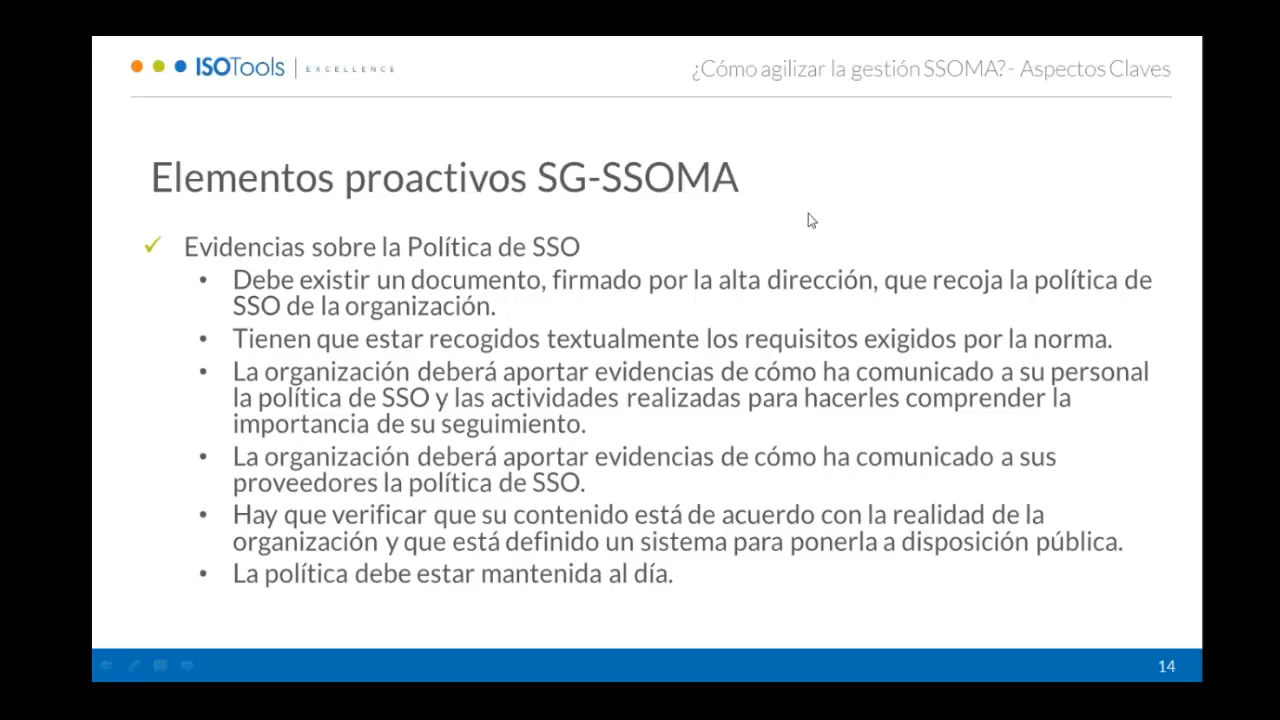 ISOTools | EXCELLENCE
¿Cómo agilizar la gestión SSOMA?- Aspectos Claves
Elementos proactivos SG-SSOMA
✓ Evidencias sobre la Política de SSO
• Debe existir un documento, firmado por la alta dirección, que recoja la política de
SSO de la organización.
• Tienen que estar recogidos textualmente los requisitos exigidos por la norma.
• La organización deberá aportar evidencias de cómo ha comunicado a su personal
la política de SSO y las actividades realizadas para hacerles comprender la
importancia de su seguimiento.
• La organización deberá aportar evidencias de cómo ha comunicado a sus
proveedores la política de SSO.
• Hay que verificar que su contenido está de acuerdo con la realidad de la
organización y que está definido un sistema para ponerla a disposición pública.
• La política debe estar mantenida al día.
14